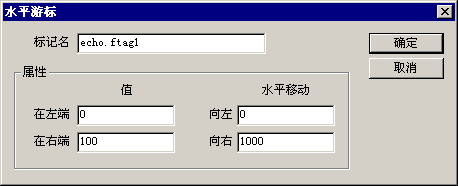 水平游标
标记名 echo.ftag1
确定
取消
属性
值 水平移动
在左端 0 向左 0
在右端 100 向右 1000